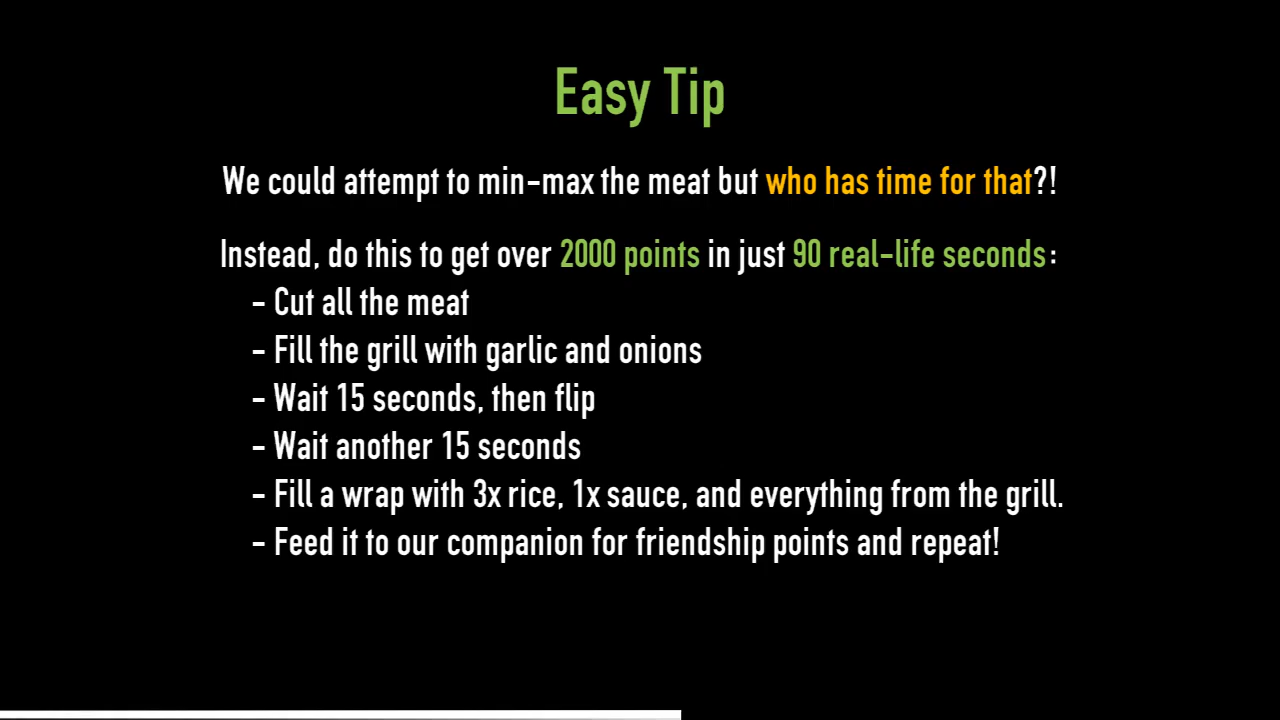 Easy Tip
We could attempt to min-max the meat but who has time for that?!
Instead, do this to get over 2000 points in just 90 real-life seconds:
- Cut all the meat
- Fill the grill with garlic and onions
- Wait 15 seconds, then flip
- Wait another 15 seconds
- Fill a wrap with 3x rice, 1x sauce, and everything from the grill.
- Feed it to our companion for friendship points and repeat!